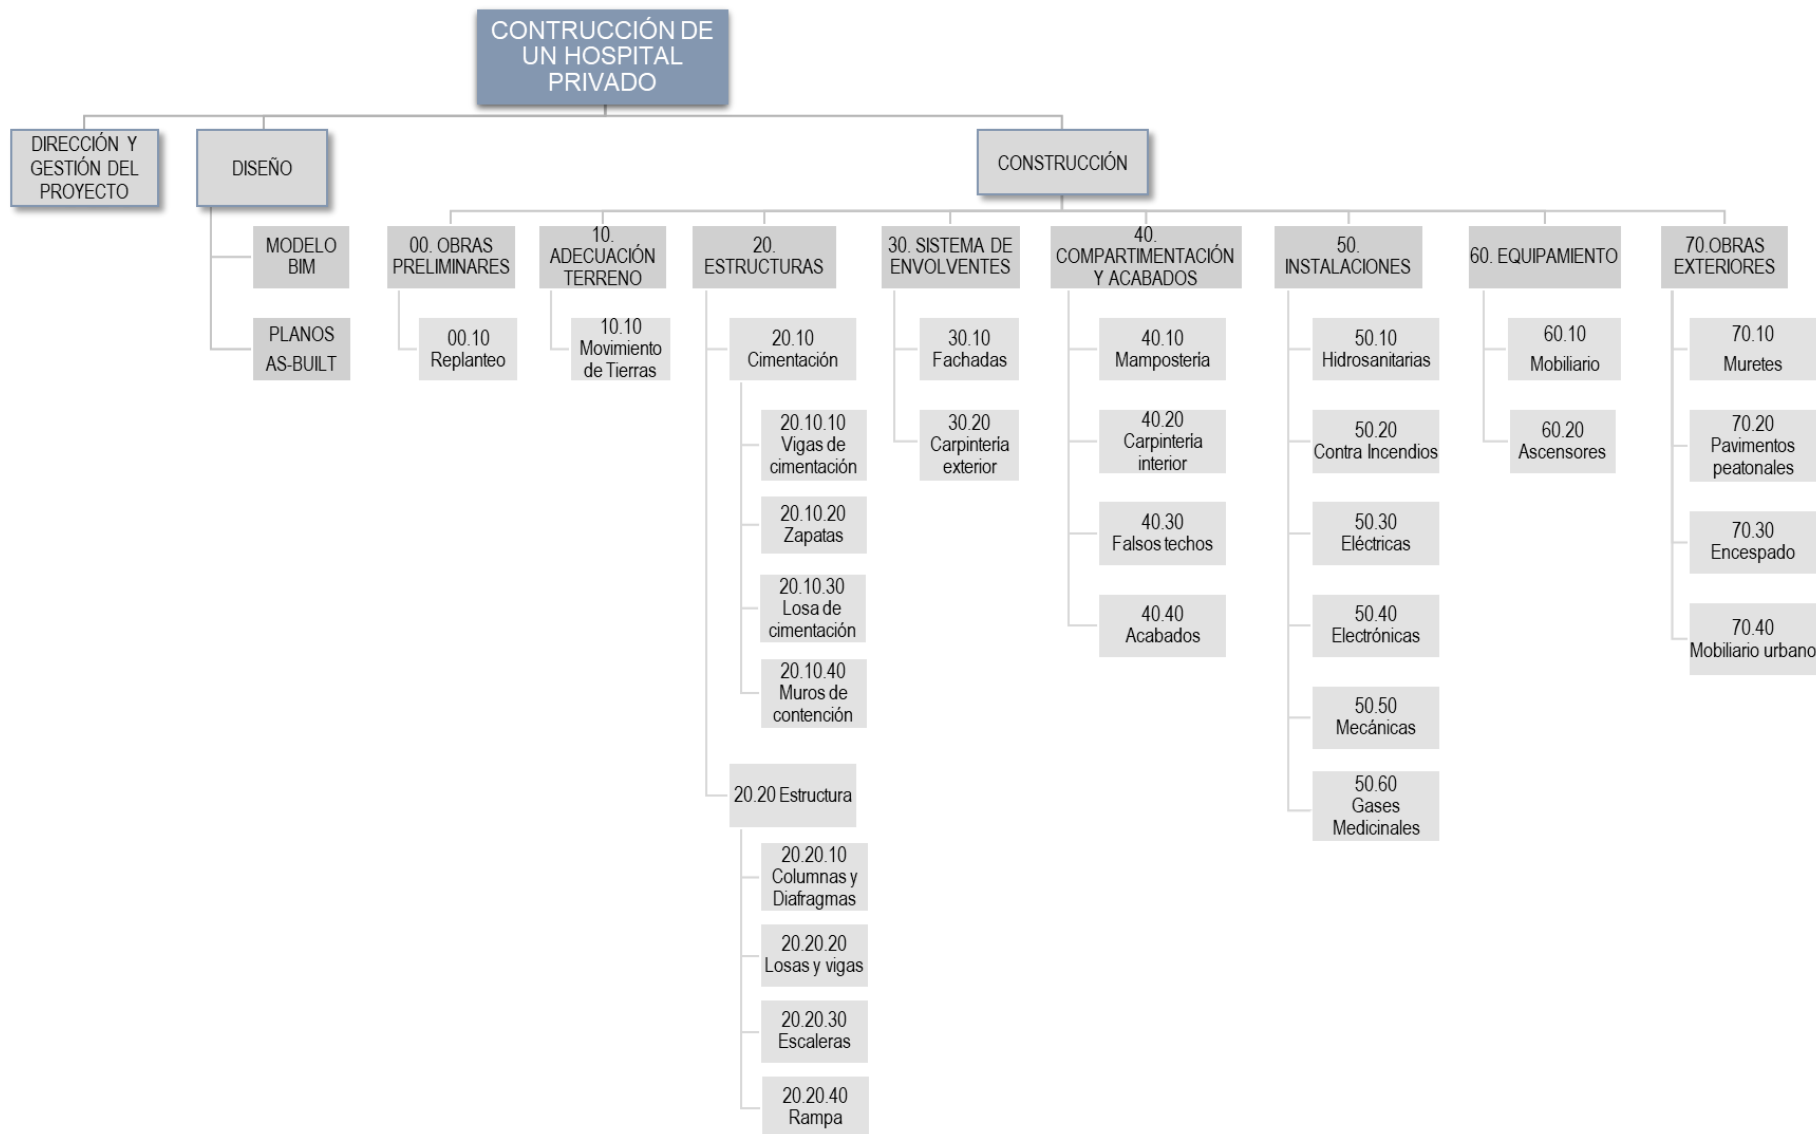 CONTRUCCIÓN DE
UN HOSPITAL
PRIVADO
DIRECCIÓN Y
GESTIÓN DEL
PROYECTO
DISEÑO
CONSTRUCCIÓN
MODELO
BIM
PLANOS
AS-BUILT
00. OBRAS
PRELIMINARES
00.10
Replanteo
10.
ADECUACIÓN
TERRENO
10.10
Movimiento
de Tierras
20.
ESTRUCTURAS
20.10
Cimentación
20.10.10
Vigas de
cimentación
20.10.20
Zapatas
20.10.30
Losa de
cimentación
20.10.40
Muros de
contención
20.20 Estructura
20.20.10
Columnas y
Diafragmas
20.20.20
Losas y vigas
20.20.30
Escaleras
20.20.40
Rampa
30. SISTEMA DE
ENVOLVENTES
30.10
Fachadas
30.20
Carpintería
exterior
40.
COMPARTIMENTACIÓN
Y ACABADOS
40.10
Mampostería
40.20
Carpintería
interior
40.30
Falsos techos
40.40
Acabados
50.
INSTALACIONES
50.10
Hidrosanitarias
50.20
Contra Incendios
50.30
Eléctricas
50.40
Electrónicas
50.50
Mecánicas
50.60
Gases
Medicinales
60. EQUIPAMIENTO
60.10
Mobiliario
60.20
Ascensores
70.OBRAS
EXTERIORES
70.10
Muretes
70.20
Pavimentos
peatonales
70.30
Encespado
70.40
Mobiliario urbano